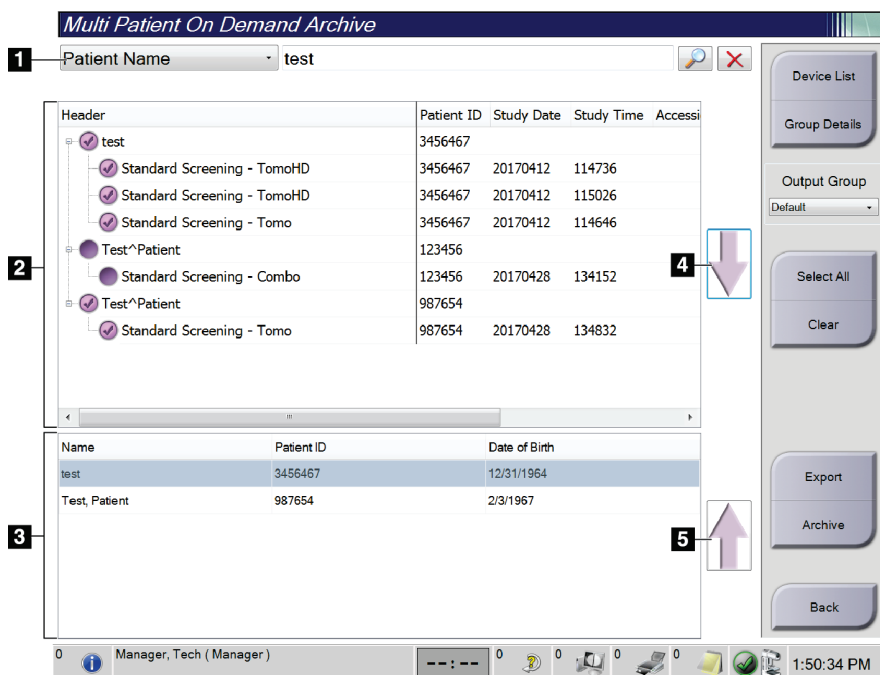 Multi Patient On Demand Archive
1
Patient Name test
Device List
Group Details
Output Group
Default
Select All
Clear
Export
Archive
Back
2
Header Patient ID Study Date Study Time Accessi
test 3456467
Standard Screening - TomoHD 3456467 20170412 114736
Standard Screening - TomoHD 3456467 20170412 115026
Standard Screening - Tomo 3456467 20170412 114646
Test^Patient 123456
Standard Screening - Combo 123456 20170428 134152
Test^Patient 987654
Standard Screening - Tomo 987654 20170428 134832
4
3
Name Patient ID Date of Birth
test 3456467 12/31/1964
Test, Patient 987654 2/3/1967
5
0 Manager, Tech ( Manager ) --:-- 0 0 0 0 1:50:34 PM